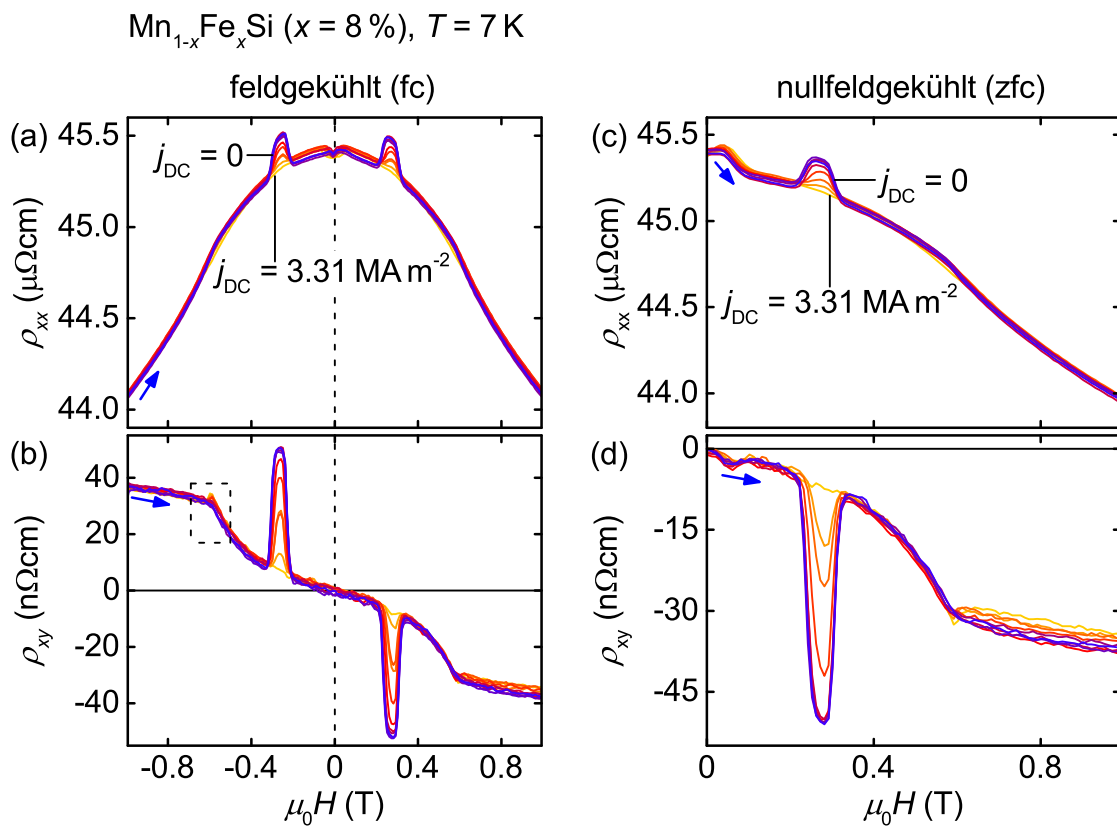 Mn1-xFexSi (x = 8 %), T = 7 K
feldgekühlt (fc)
nullfeldgekühlt (zfc)
(a)
45.5
45.0
44.5
44.0
ρxx (μΩcm)
jDC = 0
jDC = 3.31 MA m-2
(c)
45.5
45.0
44.5
44.0
ρxx (μΩcm)
jDC = 0
jDC = 3.31 MA m-2
(b)
40
20
0
-20
-40
ρxy (nΩcm)
-0.8
-0.4
0
0.4
0.8
μ0H (T)
(d)
0
-15
-30
-45
ρxy (nΩcm)
0
0.4
0.8
μ0H (T)